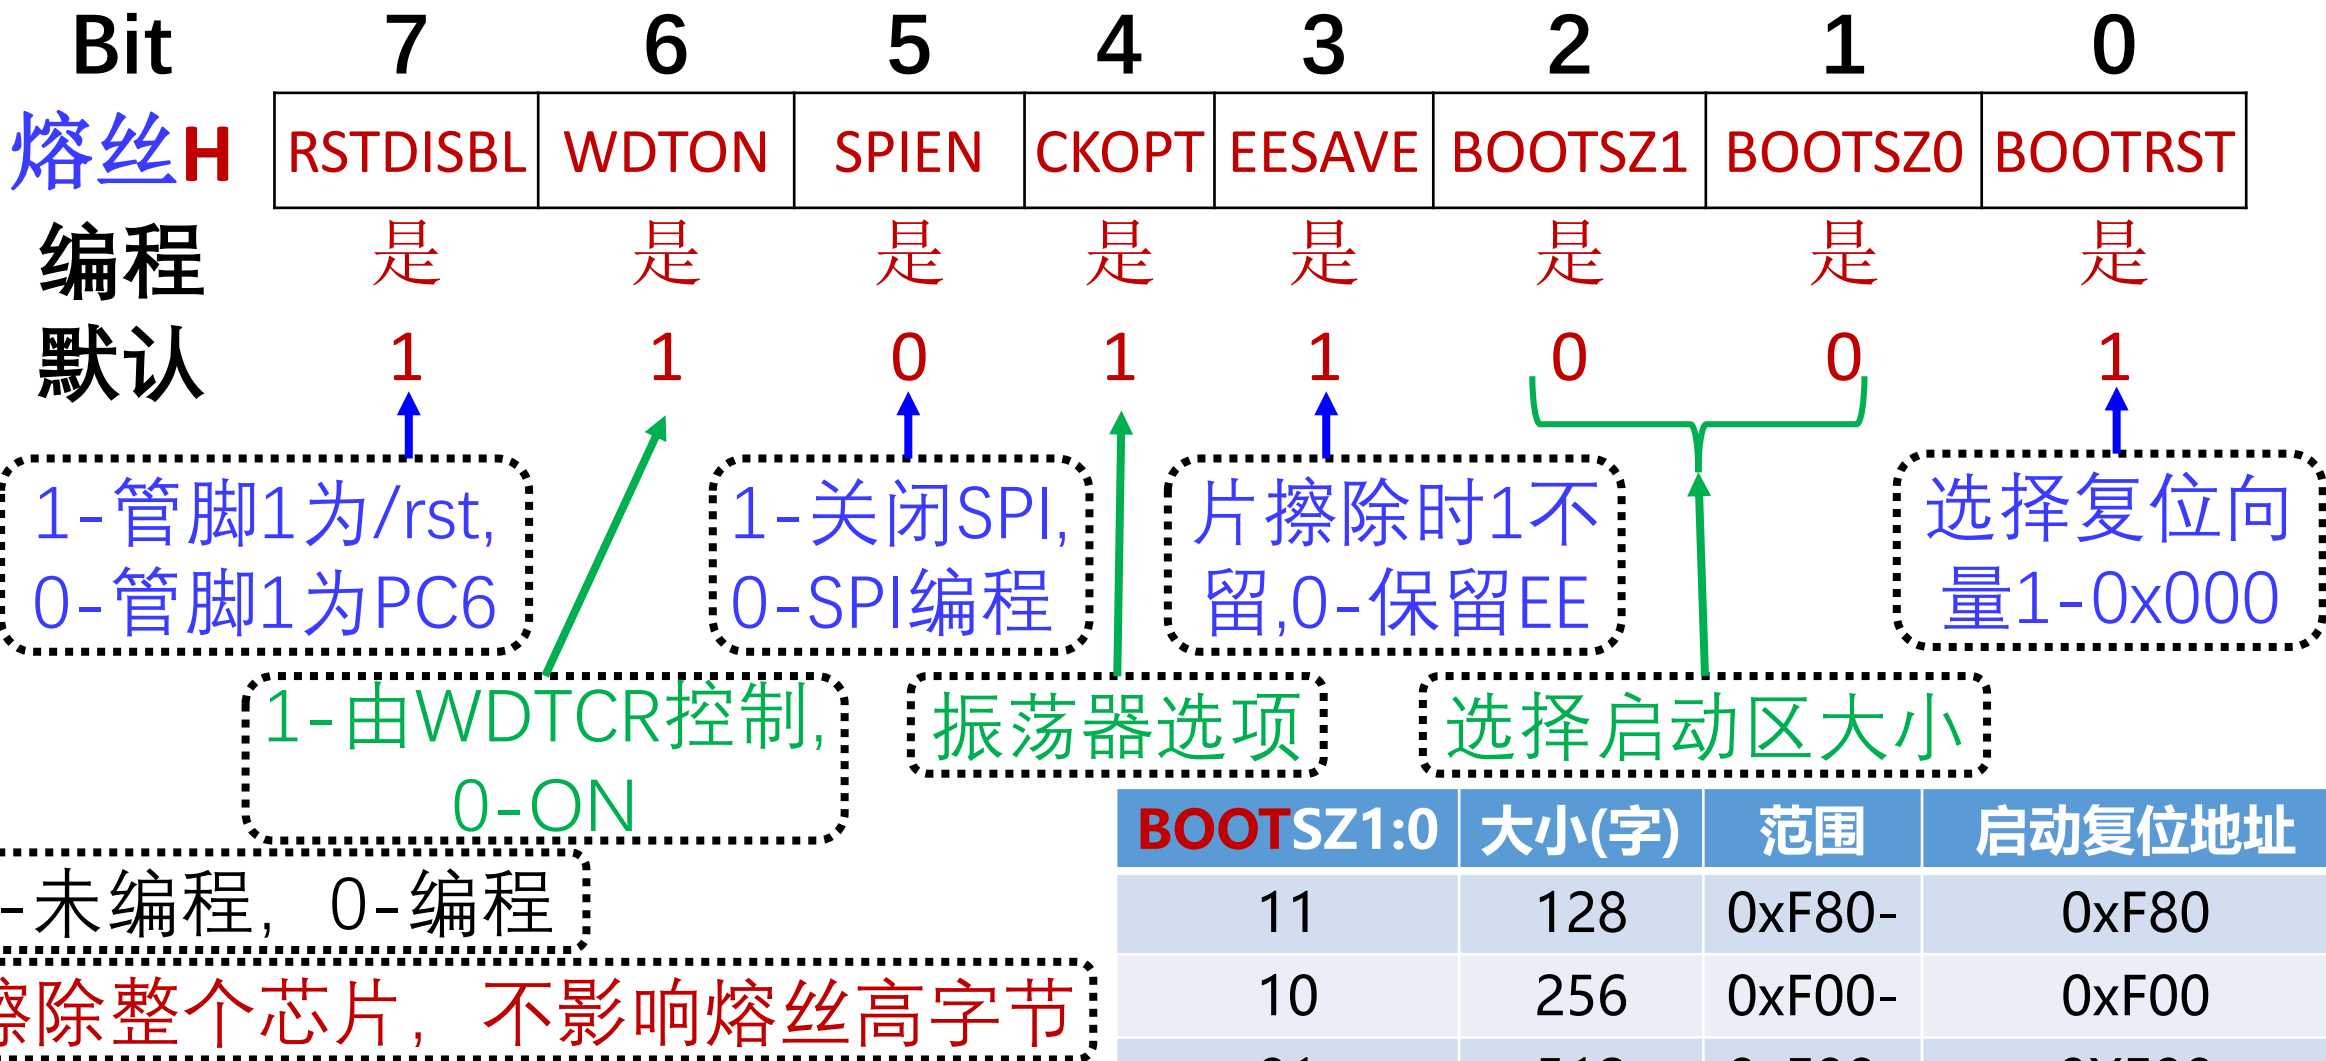 Bit 7 6 5 4 3 2 1 0
熔丝H RSTDISBL WDTON SPIEN CKOPT EESAVE BOOTSZ1 BOOTSZ0 BOOTRST
编程 是 是 是 是 是 是 是 是
默认 1 1 0 1 1 0 0 1
1-管脚1为/rst,
0-管脚1为PC6
1-关闭SPI,
0-SPI编程
片擦除时1不
留,0-保留EE
选择复位向
量1-0x000
1-由WDTCR控制,
0-ON
振荡器选项
选择启动区大小
-未编程, 0-编程
擦除整个芯片, 不影响熔丝高字节
BOOTSZ1:0 大小(字) 范围 启动复位地址
11 128 0xF80- 0xF80
10 256 0xF00- 0xF00